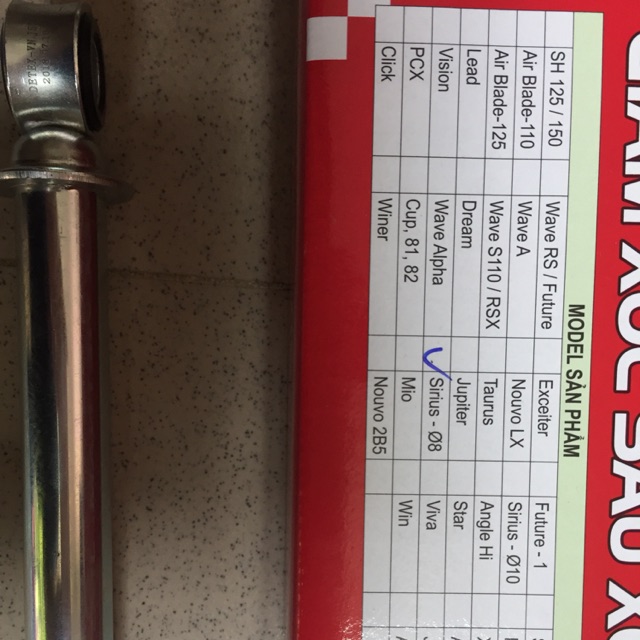 GIẢM XÓC SAU X
MODEL SẢN PHẨM
SH 125 / 150 Wave RS / Future Exoeiter Future - 1
Air Blade-110 Wave A Nouvo LX Sirius - Ø10
Air Blade-125 Wave S110 / RSX Taurus Angle Hi
Lead Dream Jupiter Star
Vision Wave Alpha Sirius - Ø8 Viva
PCX Cup, 81, 82 Mio Win
Click Winer Nouvo 2B5